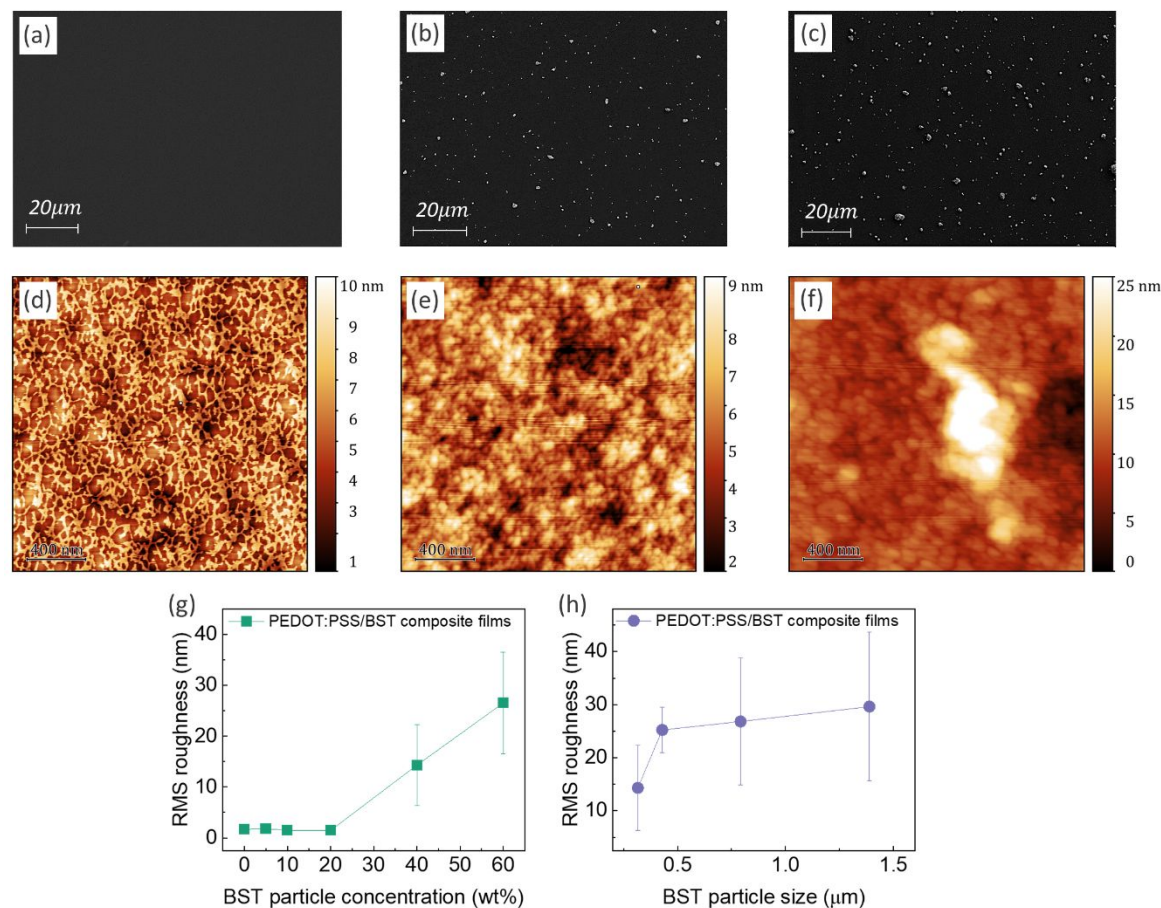 (a)
20μm
(b)
20μm
(c)
20μm
(d)
400 nm
10 nm
9
8
7
6
5
4
3
1
(e)
400 nm
9 nm
8
7
6
5
4
3
2
(f)
400 nm
25 nm
20
15
10
5
0
(g)
PEDOT:PSS/BST composite films
RMS roughness (nm)
40
30
20
10
0
0 10 20 30 40 50 60
BST particle concentration (wt%)
(h)
PEDOT:PSS/BST composite films
RMS roughness (nm)
40
30
20
10
0.5 1.0 1.5
BST particle size (μm)